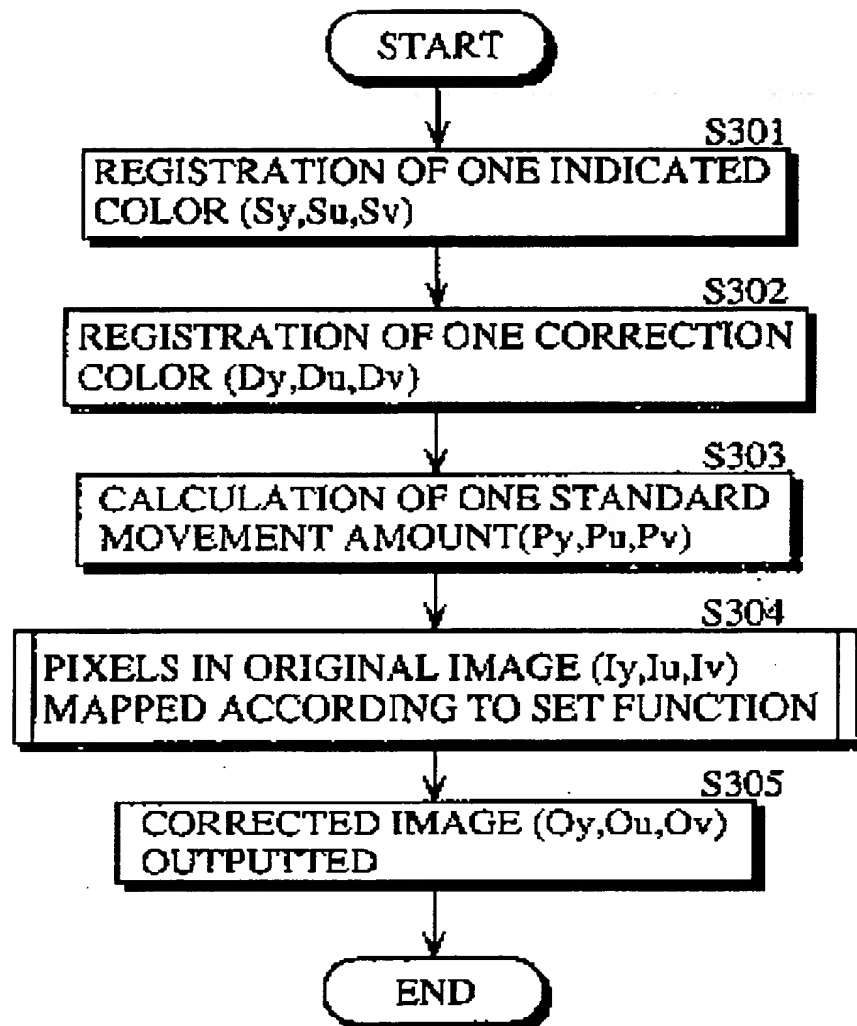 START
S301
REGISTRATION OF ONE INDICATED
COLOR (Sy,Su,Sv)
S302
REGISTRATION OF ONE CORRECTION
COLOR (Dy,Du,Dv)
S303
CALCULATION OF ONE STANDARD
MOVEMENT AMOUNT(Py,Pu,Pv)
S304
PIXELS IN ORIGINAL IMAGE (Iy,Iu,Iv)
MAPPED ACCORDING TO SET FUNCTION
S305
CORRECTED IMAGE (Oy,Ou,Ov)
OUTPUTTED
END